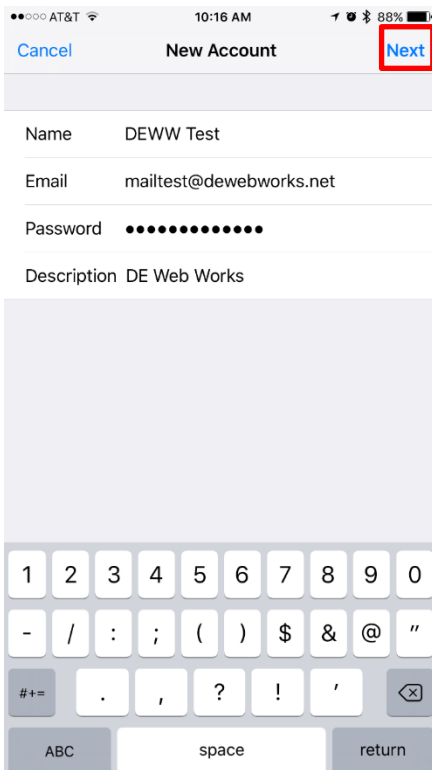 ●●○○○ AT&T 10:16 AM 88%
Cancel New Account Next
Name DEWW Test
Email mailtest@dewebworks.net
Password ●●●●●●●●●●●●●
Description DE Web Works
1 2 3 4 5 6 7 8 9 0
- / : ; ( ) $ & @ "
#+= . , ? ! '
ABC space return